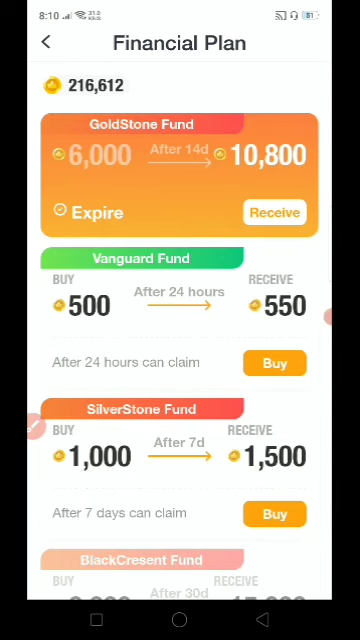 8:10
Financial Plan
216,612
GoldStone Fund
6,000 After 14d 10,800
Expire Receive
Vanguard Fund
BUY RECEIVE
500 After 24 hours 550
After 24 hours can claim Buy
SilverStone Fund
BUY RECEIVE
1,000 After 7d 1,500
After 7 days can claim Buy
BlackCresent Fund
BUY RECEIVE
After 30d